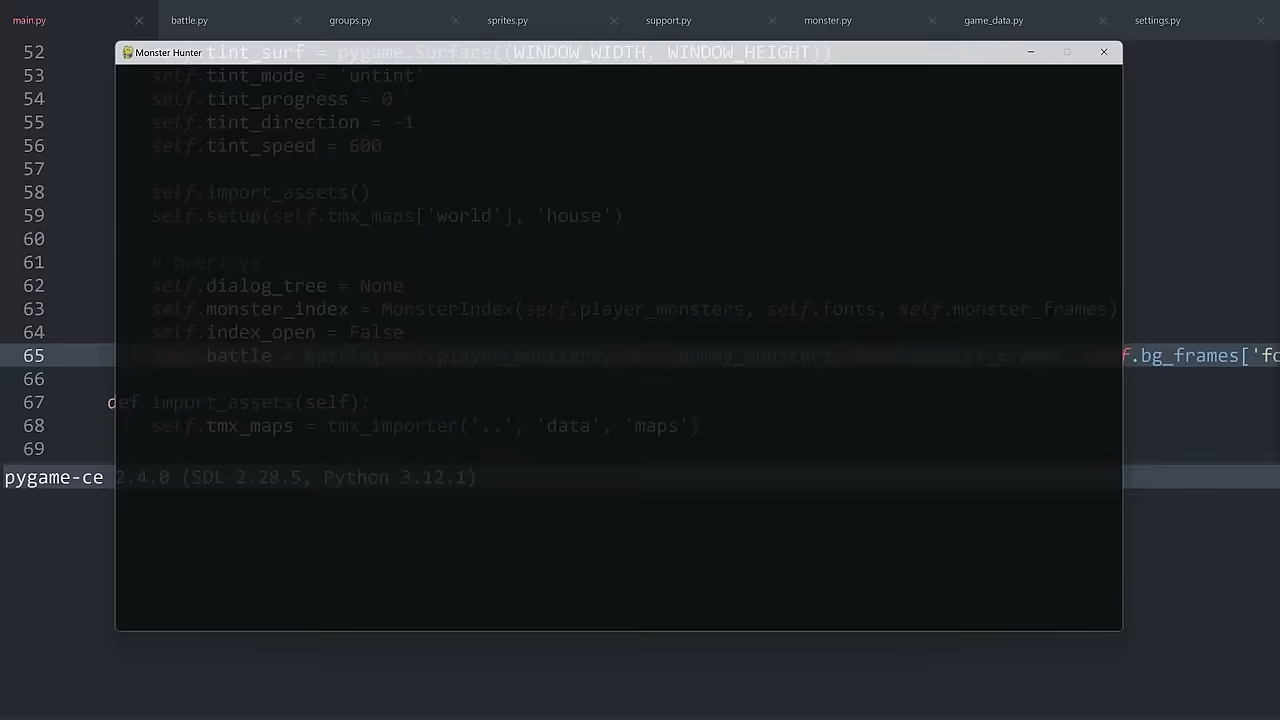 main.py
battle.py
groups.py
sprites.py
support.py
monster.py
game_data.py
settings.py
Monster Hunter
52 tint_surf = pygame.Surface((WINDOW_WIDTH, WINDOW_HEIGHT))
53 self.tint_mode = 'untint'
54 self.tint_progress = 0
55 self.tint_direction = -1
56 self.tint_speed = 600
57
58 self.import_assets()
59 self.setup(self.tmx_maps['world'], 'house')
60
61 # overlays
62 self.dialog_tree = None
63 self.monster_index = MonsterIndex(self.player_monsters, self.fonts, self.monster_frames)
64 self.index_open = False
65 battle = Battle(self.player_monsters, dummy_monsters, f.bg_frames['fo
66
67 def import_assets(self):
68 self.tmx_maps = tmx_importer('..', 'data', 'maps')
69
pygame-ce 2.4.0 (SDL 2.28.5, Python 3.12.1)